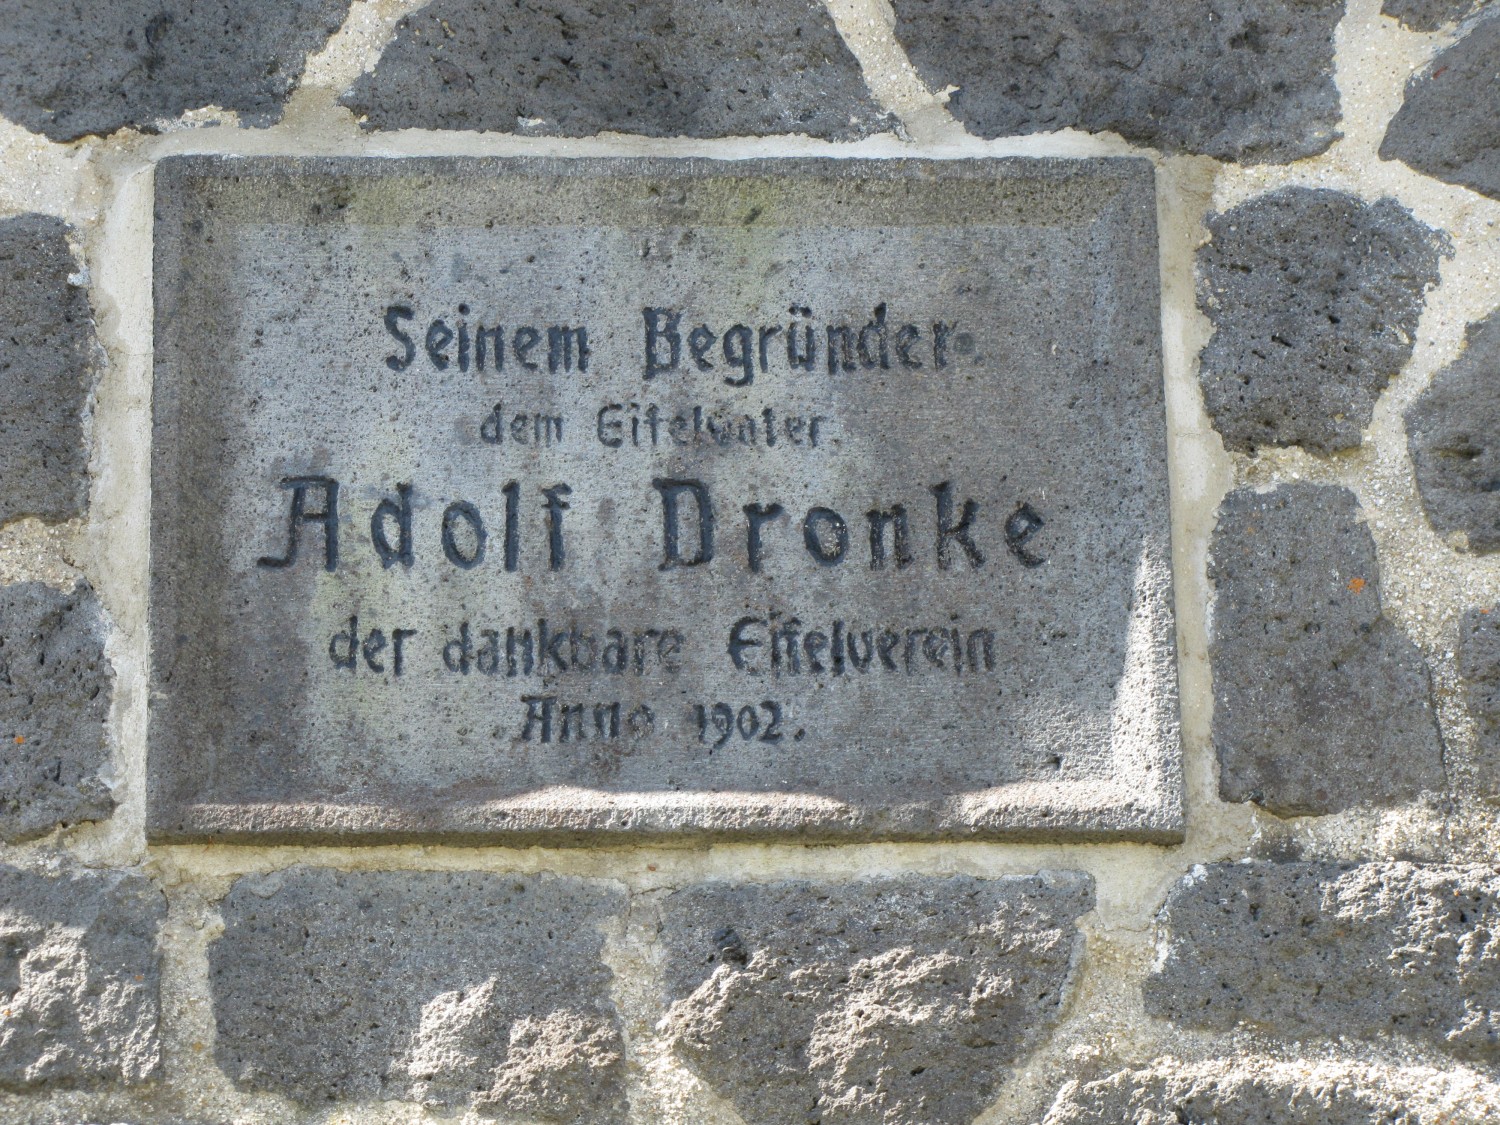 Seinem Begründer
dem Eifelvater
Adolf Dronke
der dankbare Eifelverein
Anno 1902.